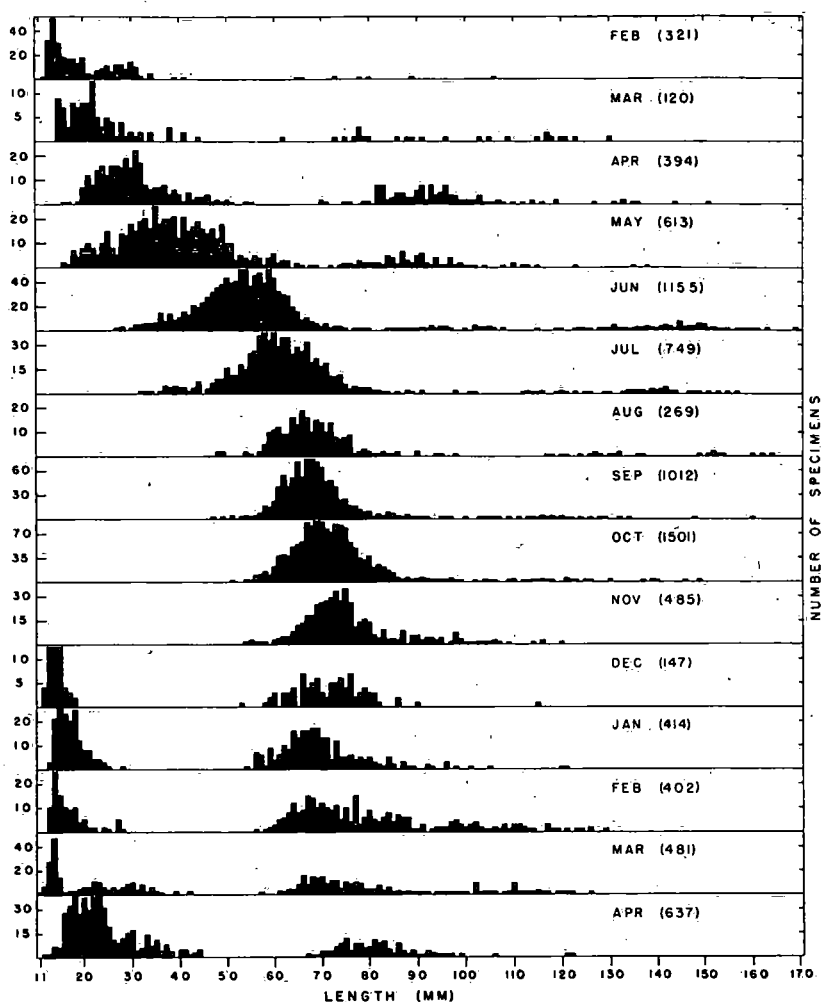 40
20
FEB (321)
10
5
MAR (120)
20
10
APR (394)
20
10
MAY (613)
40
20
JUN (1155)
30
15
JUL (749)
20
10
AUG (269)
60
30
SEP (1012)
70
35
OCT (1501)
30
15
NOV (485)
10
5
DEC (147)
20
10
JAN (414)
20
10
FEB (402)
40
20
MAR (481)
30
15
APR (637)
NUMBER OF SPECIMENS
11 20 30 40 50 60 70 80 90 100 110 120 130 140 150 160 170
LENGTH (MM)